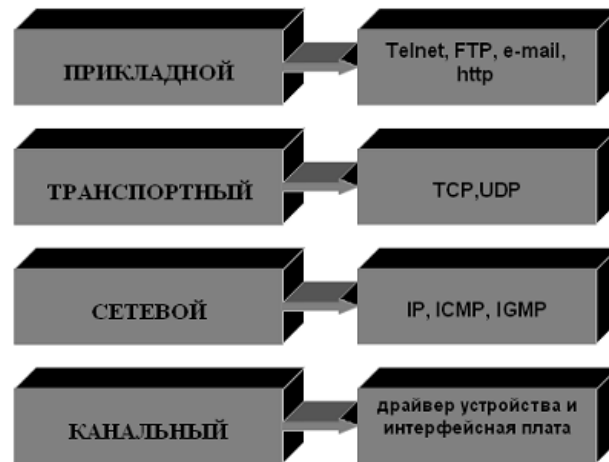 ПРИКЛАДНОЙ
Telnet, FTP, e-mail,
http
ТРАНСПОРТНЫЙ
TCP,UDP
СЕТЕВОЙ
IP, ICMP, IGMP
КАНАЛЬНЫЙ
драйвер устройства и
интерфейсная плата